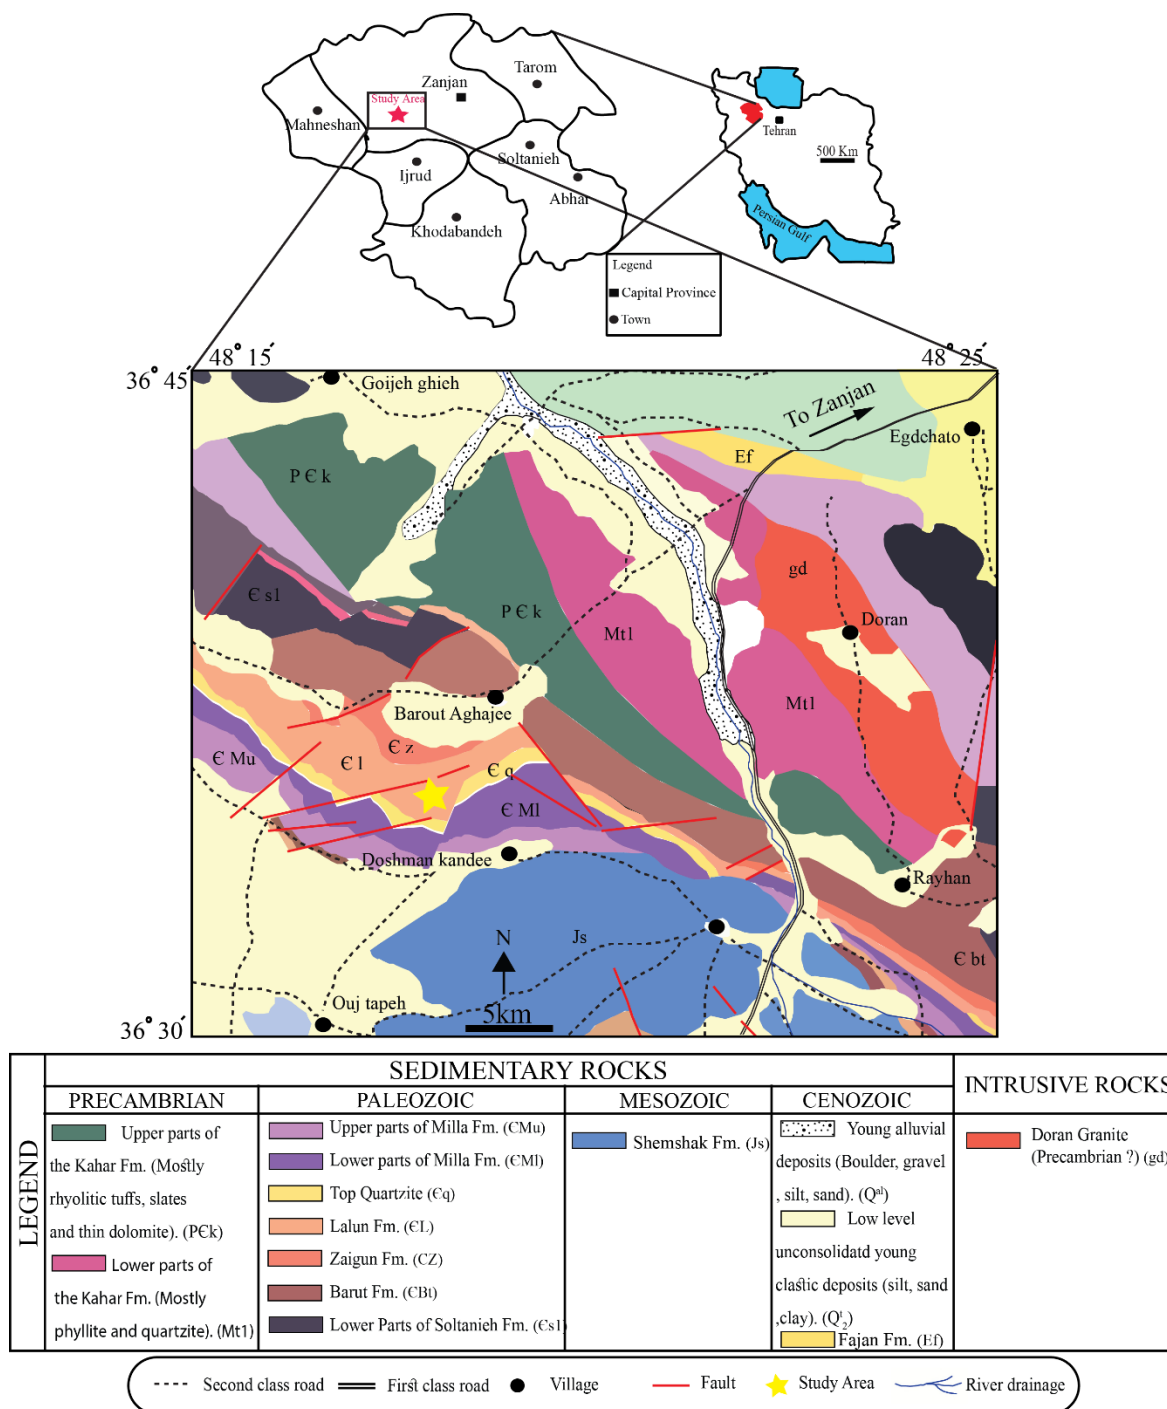 Tarom
Zanjan
Study Area
Mahneshan
Tehran
500 Km
Soltanieh
Ijrud
Abhar
Khodabandeh
Persian Gulf
Legend
Capital Province
Town
48° 15´
48° 25´
36° 45´
Goijeh ghieh
To Zanjan
Egdchato
Ef
P Є k
gd
Є s1
P Є k
Doran
Mt1
Mt1
Barout Aghajee
Є z
Є Mu
Є l
Є q
Є Ml
Doshman kandee
Rayhan
N
Js
Є bt
Ouj tapeh
5km
36° 30´
LEGEND
SEDIMENTARY ROCKS
INTRUSIVE ROCKS
PRECAMBRIAN
PALEOZOIC
MESOZOIC
CENOZOIC
Upper parts of
the Kahar Fm. (Mostly
rhyolitic tuffs, slates
and thin dolomite). (PЄk)
Lower parts of
the Kahar Fm. (Mostly
phyllite and quartzite). (Mt1)
Upper parts of Milla Fm. (ЄMu)
Lower parts of Milla Fm. (ЄMl)
Top Quartzite (Єq)
Lalun Fm. (ЄL)
Zaigun Fm. (CZ)
Barut Fm. (ЄBt)
Lower Parts of Soltanieh Fm. (Єs1)
Shemshak Fm. (Js)
Young alluvial
deposits (Boulder, gravel
, silt, sand). (Qal)
Low level
unconsolidatd young
clastic deposits (silt, sand
,clay). (Qt2)
Fajan Fm. (Ef)
Doran Granite
(Precambrian ?) (gd)
Second class road
First class road
Village
Fault
Study Area
River drainage